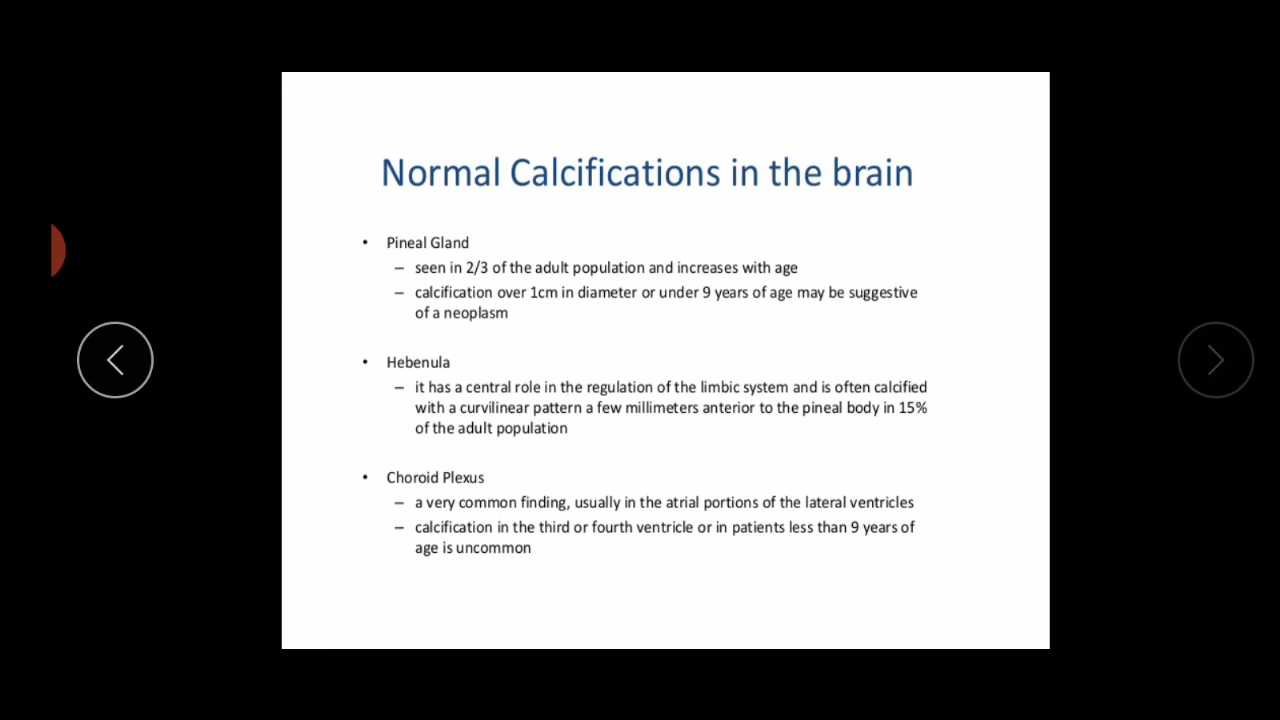 Normal Calcifications in the brain
• Pineal Gland
– seen in 2/3 of the adult population and increases with age
– calcification over 1cm in diameter or under 9 years of age may be suggestive
of a neoplasm
• Hebenula
– it has a central role in the regulation of the limbic system and is often calcified
with a curvilinear pattern a few millimeters anterior to the pineal body in 15%
of the adult population
• Choroid Plexus
– a very common finding, usually in the atrial portions of the lateral ventricles
– calcification in the third or fourth ventricle or in patients less than 9 years of
age is uncommon